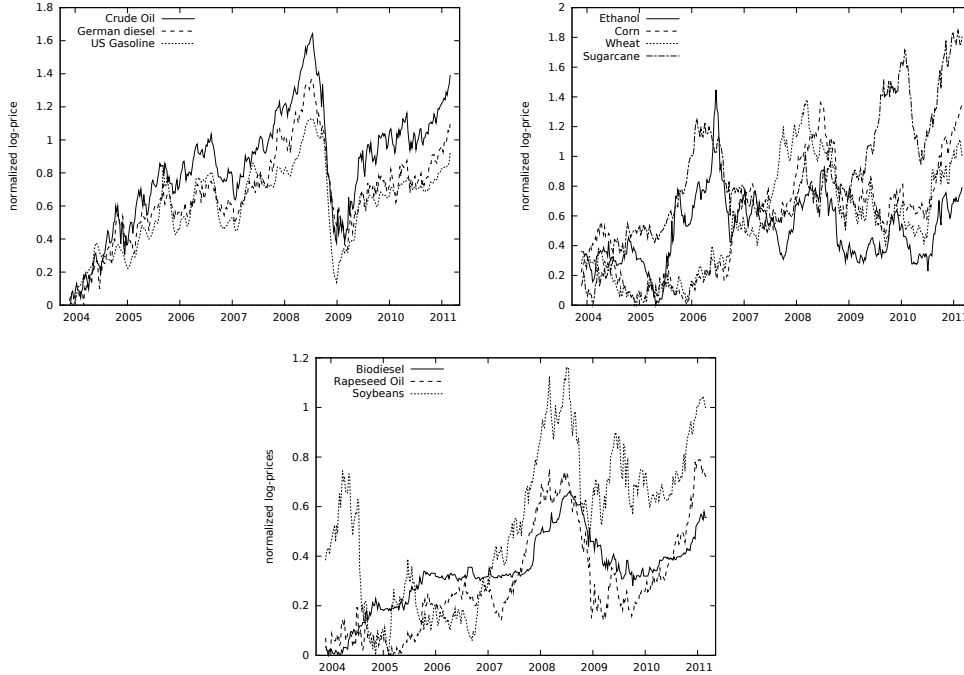 Crude Oil
German diesel
US Gasoline
normalized log-price
1.8
1.6
1.4
1.2
1
0.8
0.6
0.4
0.2
0
2004 2005 2006 2007 2008 2009 2010 2011
Ethanol
Corn
Wheat
Sugarcane
normalized log-price
2
1.8
1.6
1.4
1.2
1
0.8
0.6
0.4
0.2
0
2004 2005 2006 2007 2008 2009 2010 2011
Biodiesel
Rapeseed Oil
Soybeans
normalized log-prices
1.2
1
0.8
0.6
0.4
0.2
0
2004 2005 2006 2007 2008 2009 2010 2011